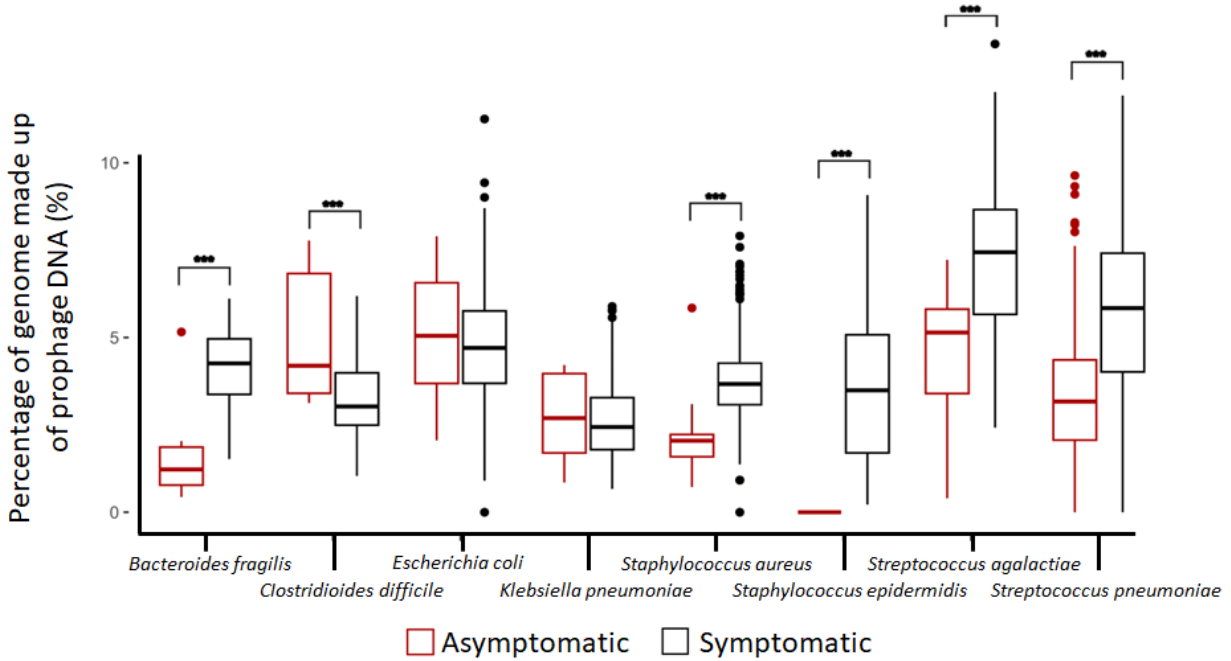 Percentage of genome made up
of prophage DNA (%)
10
5
0
***
***
***
***
***
***
Bacteroides fragilis
Escherichia coli
Staphylococcus aureus
Streptococcus agalactiae
Clostridioides difficile
Klebsiella pneumoniae
Staphylococcus epidermidis
Streptococcus pneumoniae
Asymptomatic
Symptomatic